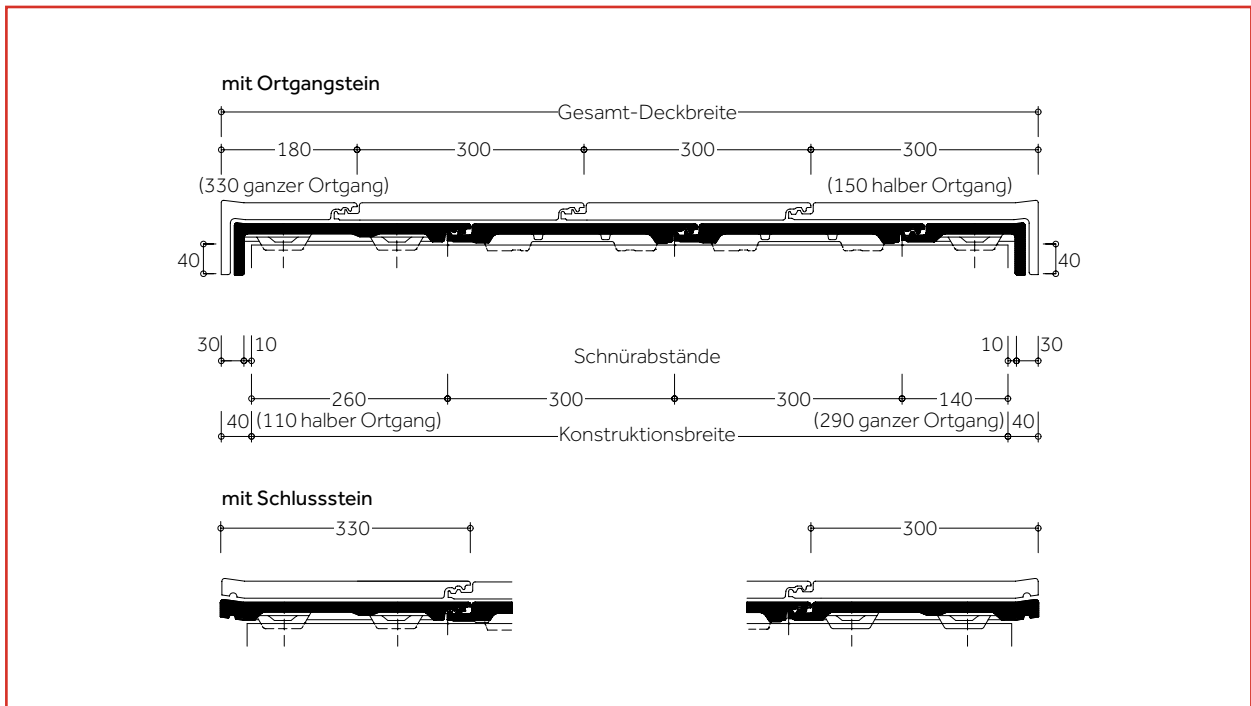 mit Ortgangstein
Gesamt-Deckbreite
180 300 300 300
(330 ganzer Ortgang) (150 halber Ortgang)
40 40
30 10 Schnürabstände 10 30
260 300 300 140
40 (110 halber Ortgang) (290 ganzer Ortgang) 40
Konstruktionsbreite
mit Schlussstein
330 300